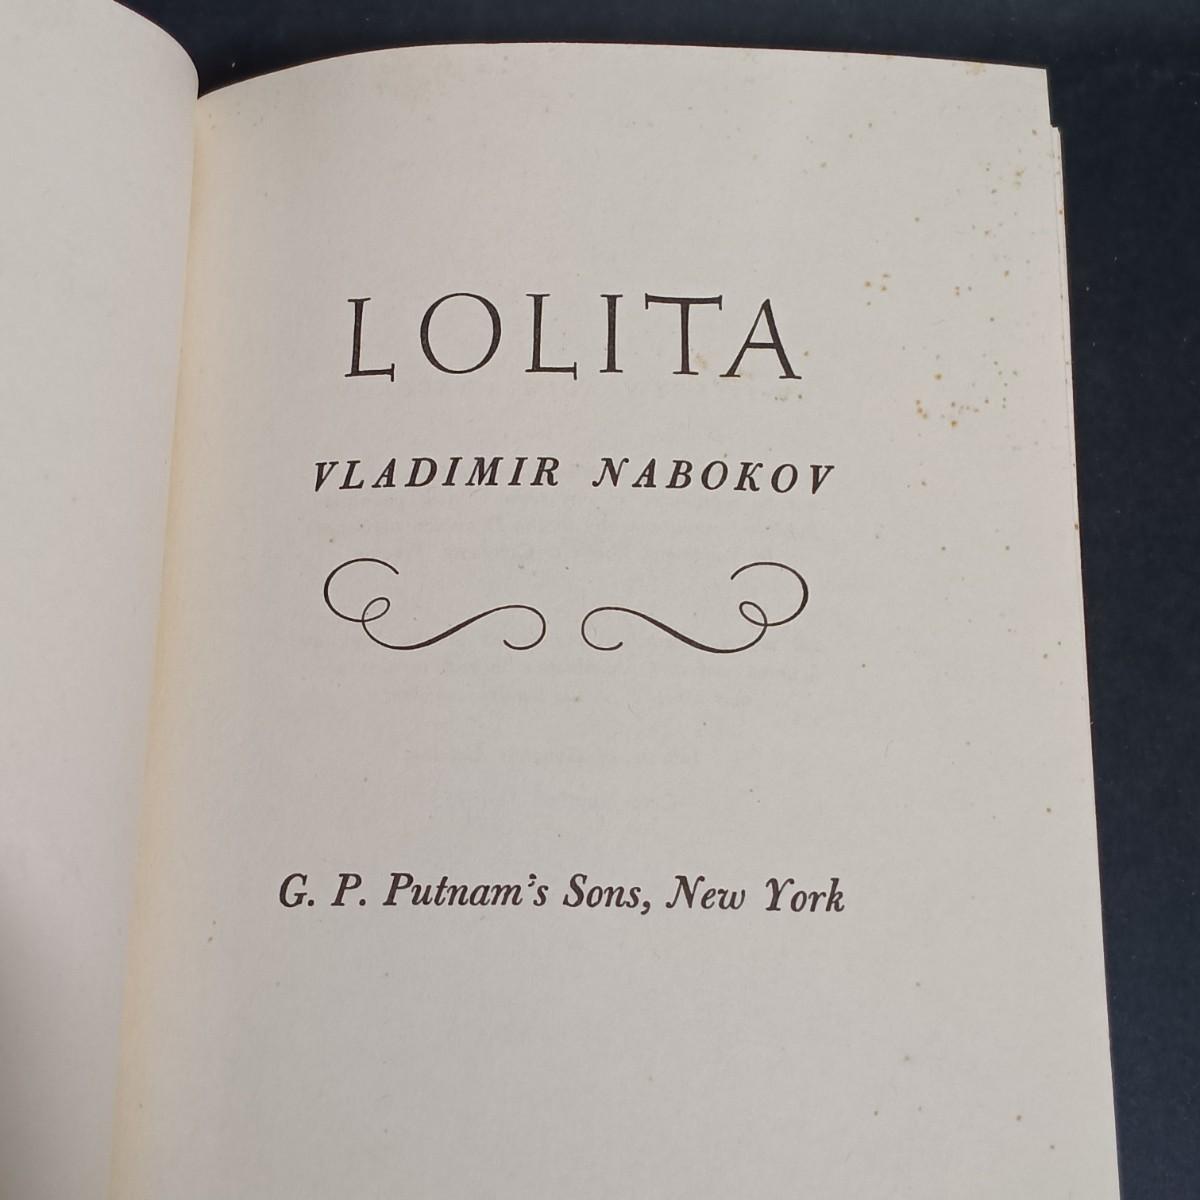 LOLITA
VLADIMIR NABOKOV
G. P. Putnam's Sons, New York